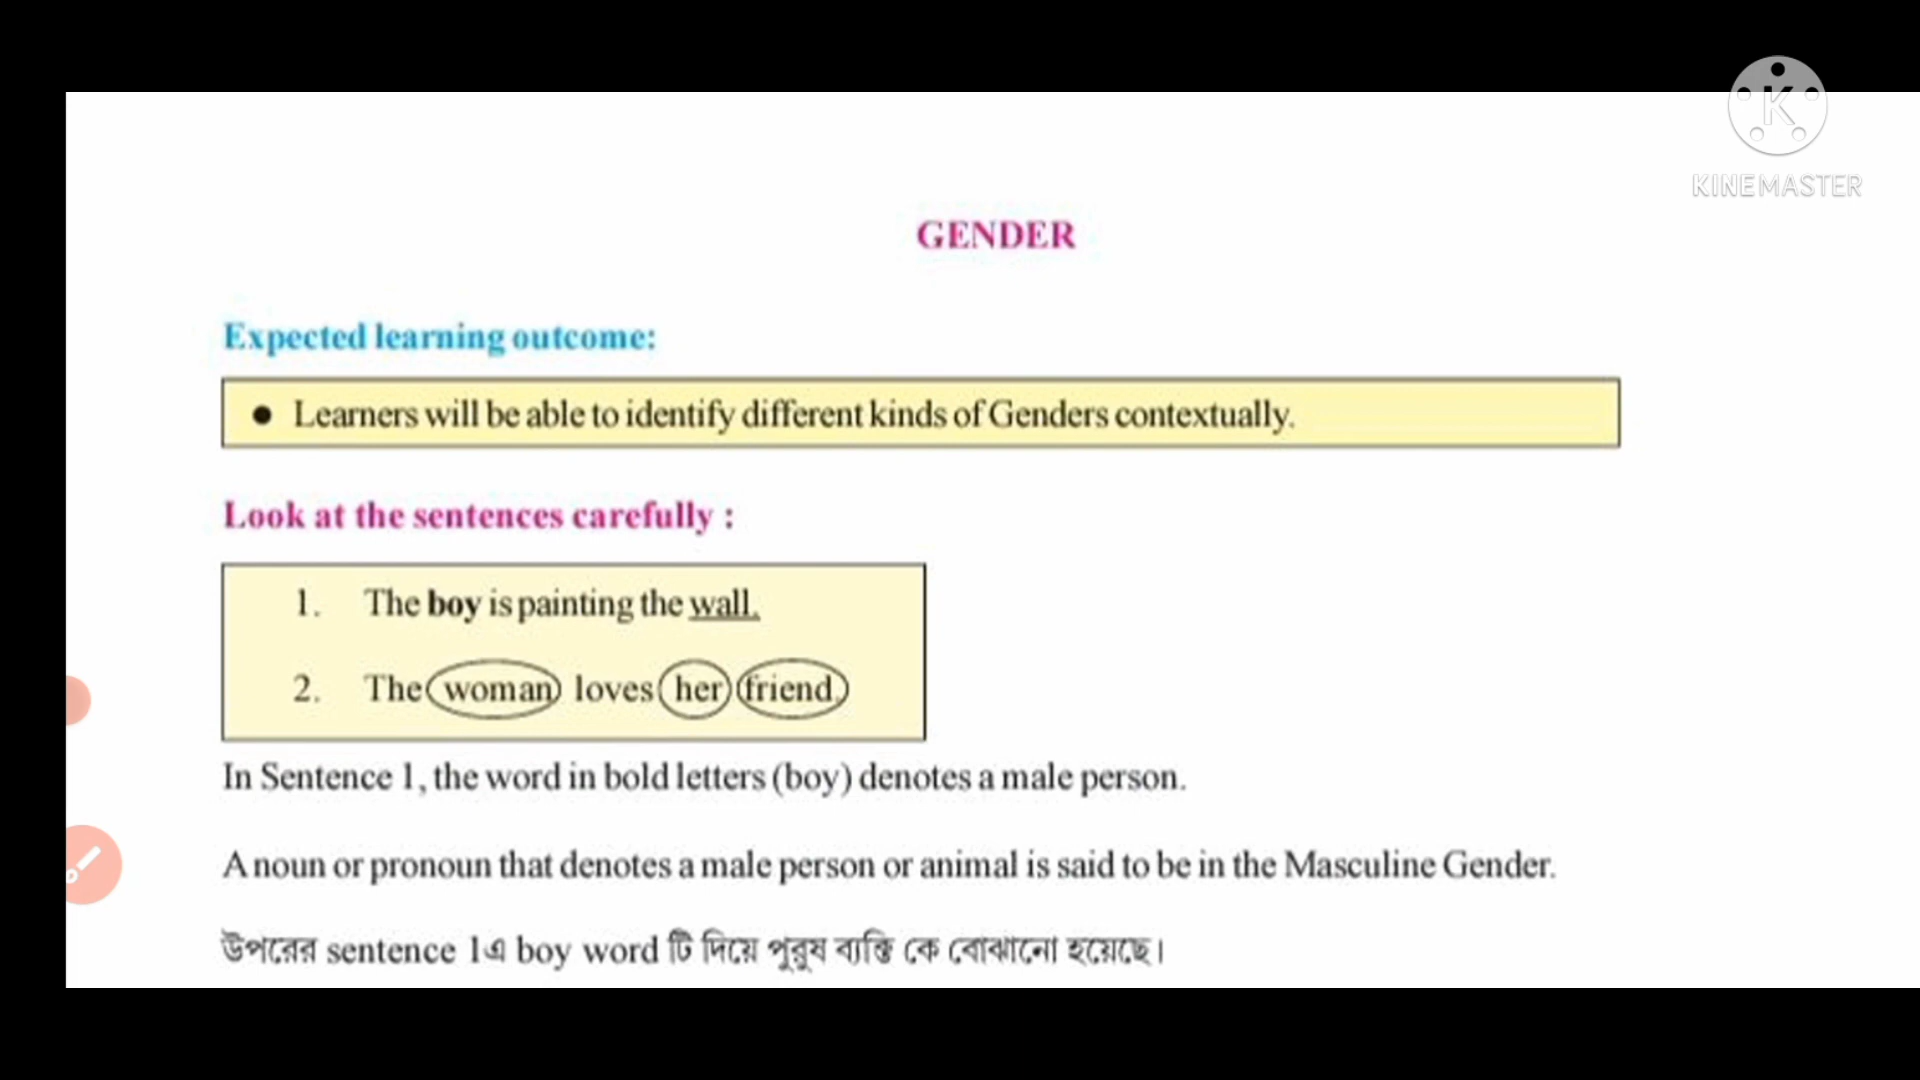 KINEMASTER
GENDER
Expected learning outcome:
● Learners will be able to identify different kinds of Genders contextually.
Look at the sentences carefully :
1. The boy is painting the wall.
2. The woman loves her friend.
In Sentence 1, the word in bold letters (boy) denotes a male person.
A noun or pronoun that denotes a male person or animal is said to be in the Masculine Gender.
উপরের sentence 1এ boy word টি দিয়ে পুরুষ ব্যক্তি কে বোঝানো হয়েছে।